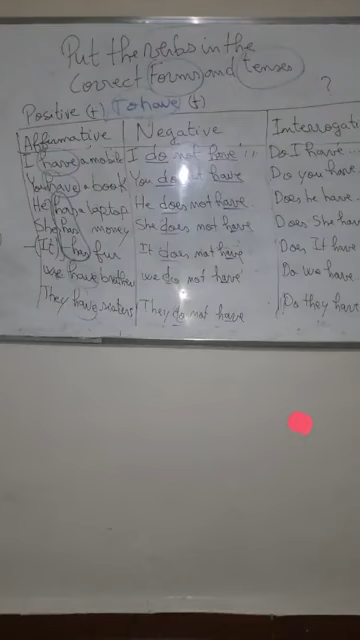 Put the verbs in the
correct forms and tenses
?
Positive (+) To have (+)
Affirmative Negative Interrogati
I have a mobile I do not have... Do I have...
You have a book You do not have Do you have
He has a laptop He does not have Does he have
She has money She does not have Does She have
(It) has fur It does not have Does It have
we have brothers we do not have Do we have
They have sisters They do not have Do they have